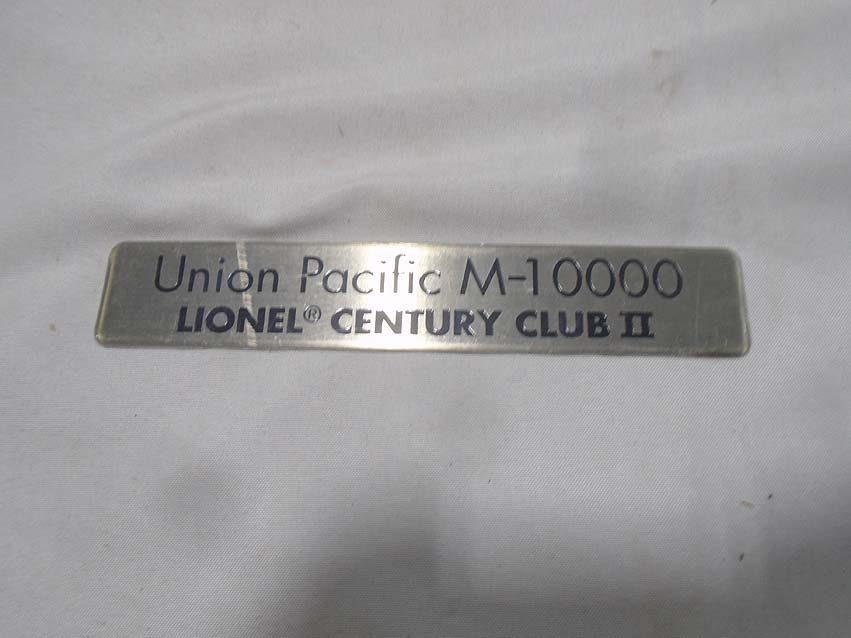 Union Pacific M-10000
LIONEL® CENTURY CLUB II